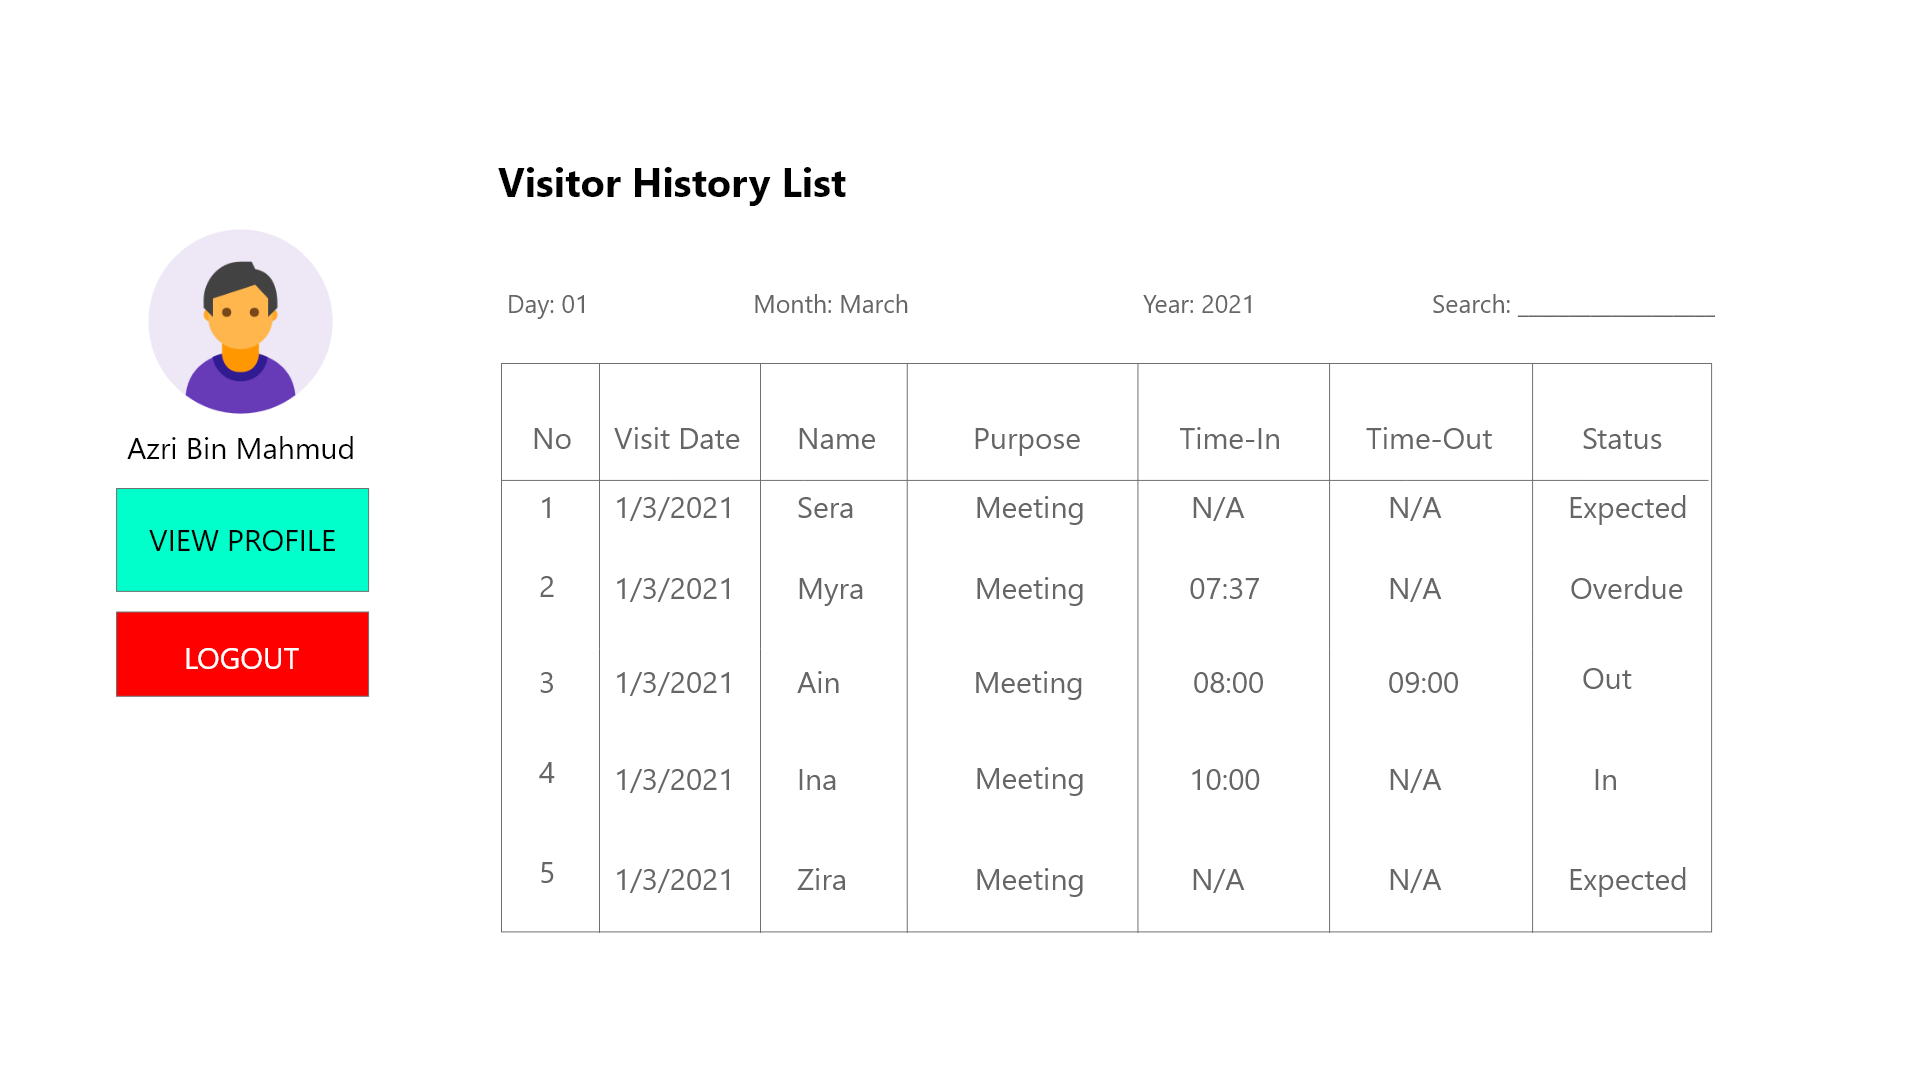 Visitor History List
Day: 01 Month: March Year: 2021 Search: ________________
Azri Bin Mahmud
VIEW PROFILE
LOGOUT
No Visit Date Name Purpose Time-In Time-Out Status
1 1/3/2021 Sera Meeting N/A N/A Expected
2 1/3/2021 Myra Meeting 07:37 N/A Overdue
3 1/3/2021 Ain Meeting 08:00 09:00 Out
4 1/3/2021 Ina Meeting 10:00 N/A In
5 1/3/2021 Zira Meeting N/A N/A Expected